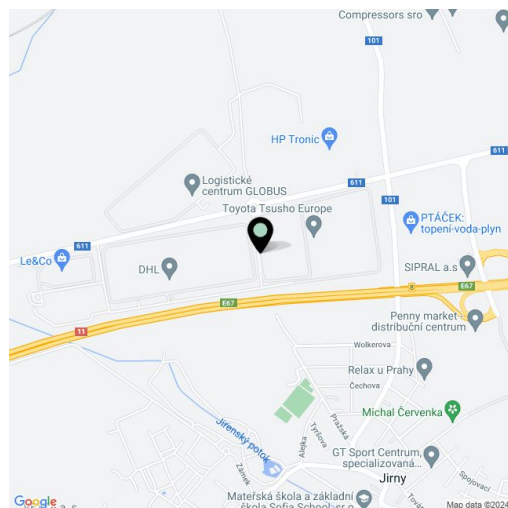 Compressors sro
101
HP Tronic
611
Logistické
centrum GLOBUS
611
101
Toyota Tsusho Europe
PTÁČEK:
topení-voda-plyn
611
Le&Co
DHL
SIPRAL a.s
E67
8
E67
11
Penny market -
distribuční centrum
Wolkerova
Relax u Prahy
Čechova
Michal Červenka
Pražská
Tyršova
Alejka
Jirenský potok
GT Sport Centrum,
specializovaná...
Zámek
Jirny
Spojovací
Mateřská škola a základní
škola Sofia School, sro
Google
Map data ©2024